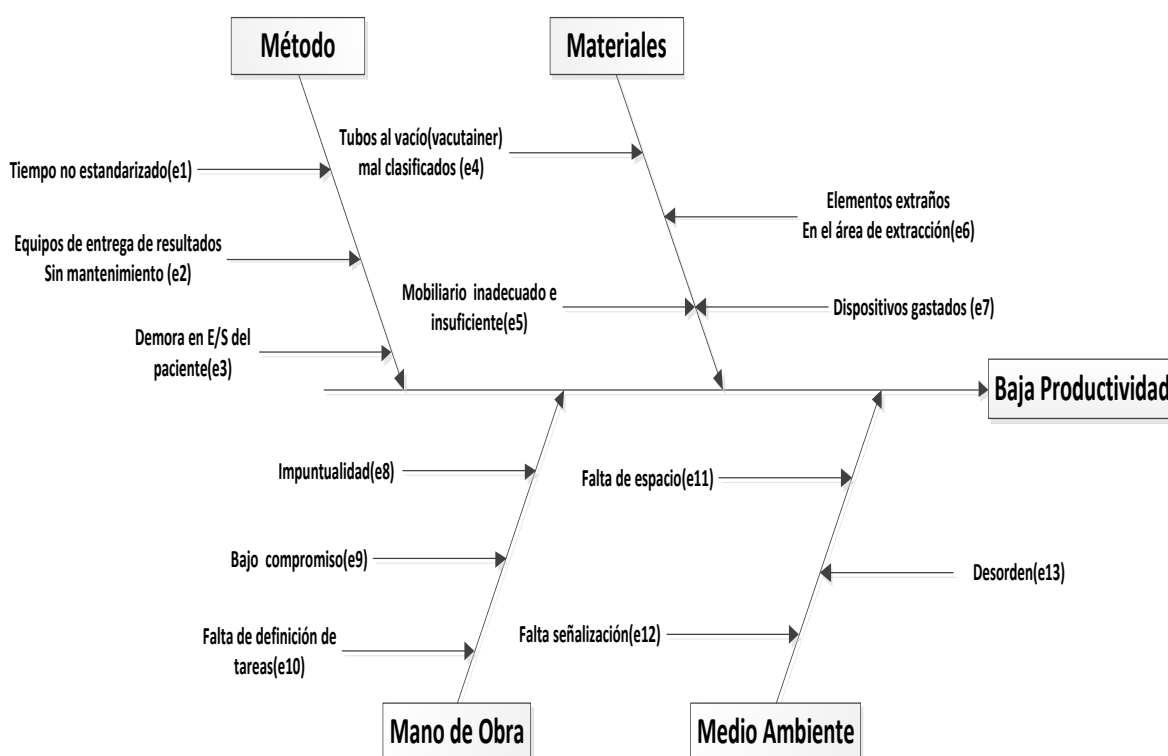 Método
Materiales
Tiempo no estandarizado(e1)
Equipos de entrega de resultados
Sin mantenimiento (e2)
Demora en E/S del
paciente(e3)
Tubos al vacío(vacutainer)
mal clasificados (e4)
Elementos extraños
En el área de extracción(e6)
Mobiliario inadecuado e
insuficiente(e5)
Dispositivos gastados (e7)
Baja Productividad
Impuntualidad(e8)
Bajo compromiso(e9)
Falta de definición de
tareas(e10)
Falta de espacio(e11)
Desorden(e13)
Falta señalización(e12)
Mano de Obra
Medio Ambiente